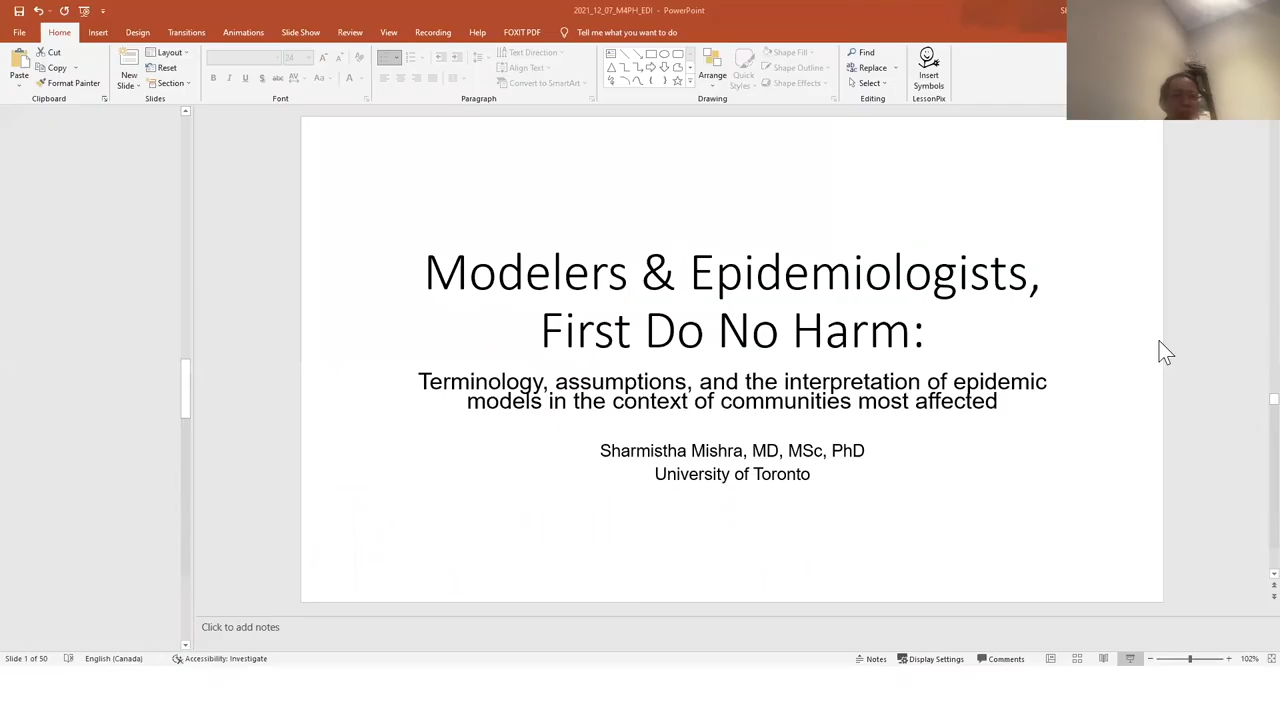 2021_12_07_M4PH_EDI - PowerPoint
File Home Insert Design Transitions Animations Slide Show Review View Recording Help FOXIT PDF Tell me what you want to do
Paste
Cut
Copy
Format Painter
Clipboard
New
Slide
Layout
Reset
Section
Slides
24
B I U S abc AV Aa A
Font
Text Direction
Align Text
Convert to SmartArt
Paragraph
Arrange
Quick
Styles
Shape Fill
Shape Outline
Shape Effects
Drawing
Find
Replace
Select
Editing
Insert
Symbols
LessonPix
Modelers & Epidemiologists,
First Do No Harm:
Terminology, assumptions, and the interpretation of epidemic
models in the context of communities most affected
Sharmistha Mishra, MD, MSc, PhD
University of Toronto
Click to add notes
Slide 1 of 50 English (Canada) Accessibility: Investigate Notes Display Settings Comments 102%